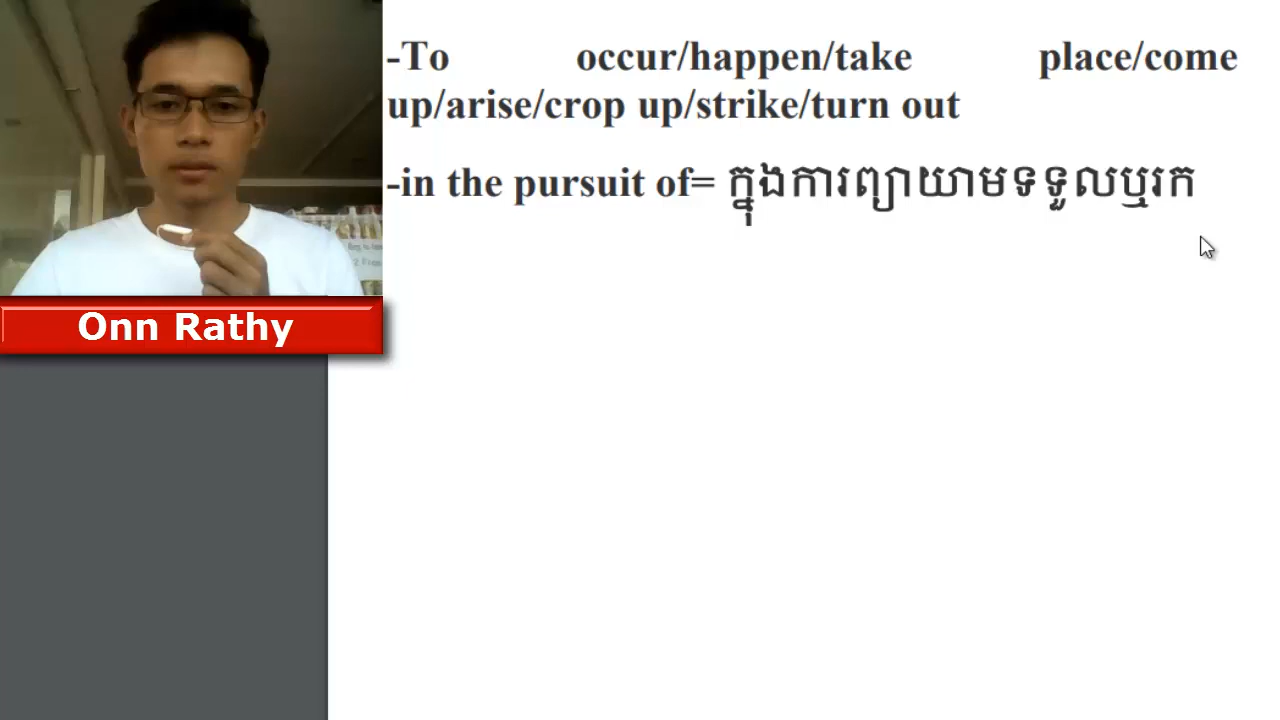 -To occur/happen/take place/come
up/arise/crop up/strike/turn out
-in the pursuit of= ក្នុងការព្យាយាមទទួលឬរក
Onn Rathy